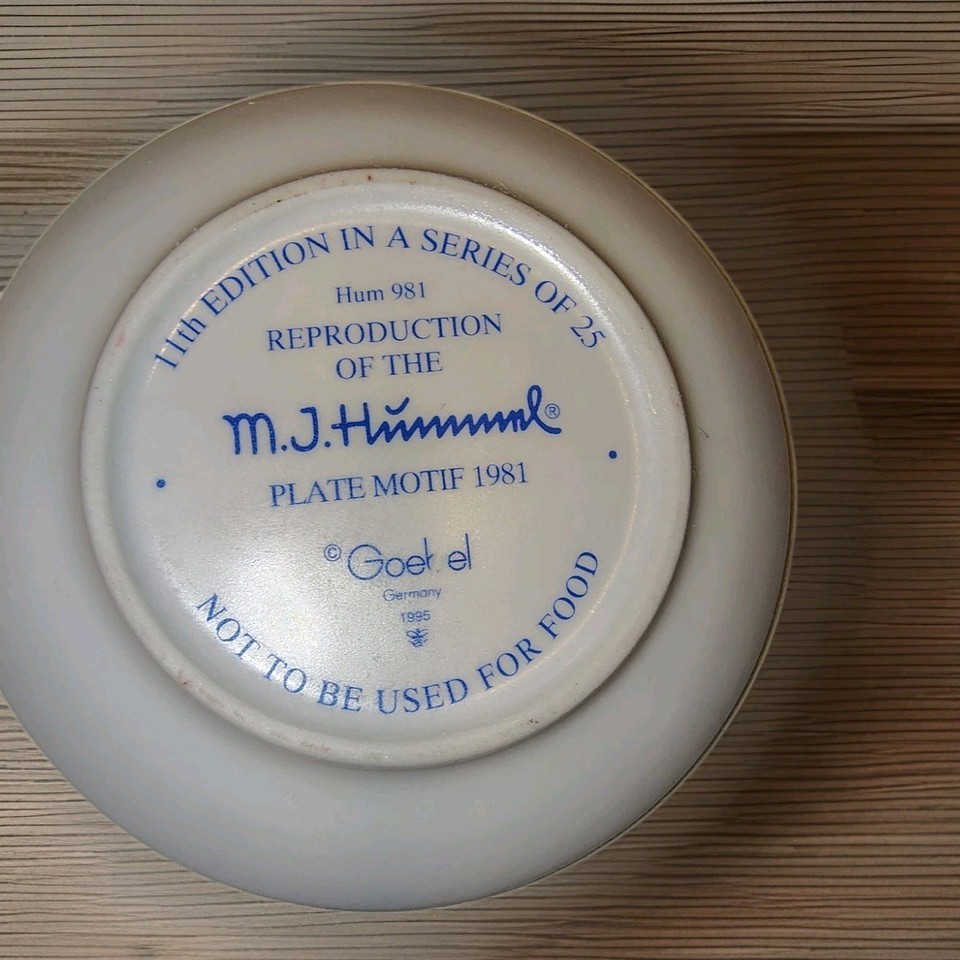 11th EDITION IN A SERIES OF 25
Hum 981
REPRODUCTION
OF THE
M.J.Hummel®
PLATE MOTIF 1981
© Goebel
Germany
1995
NOT TO BE USED FOR FOOD